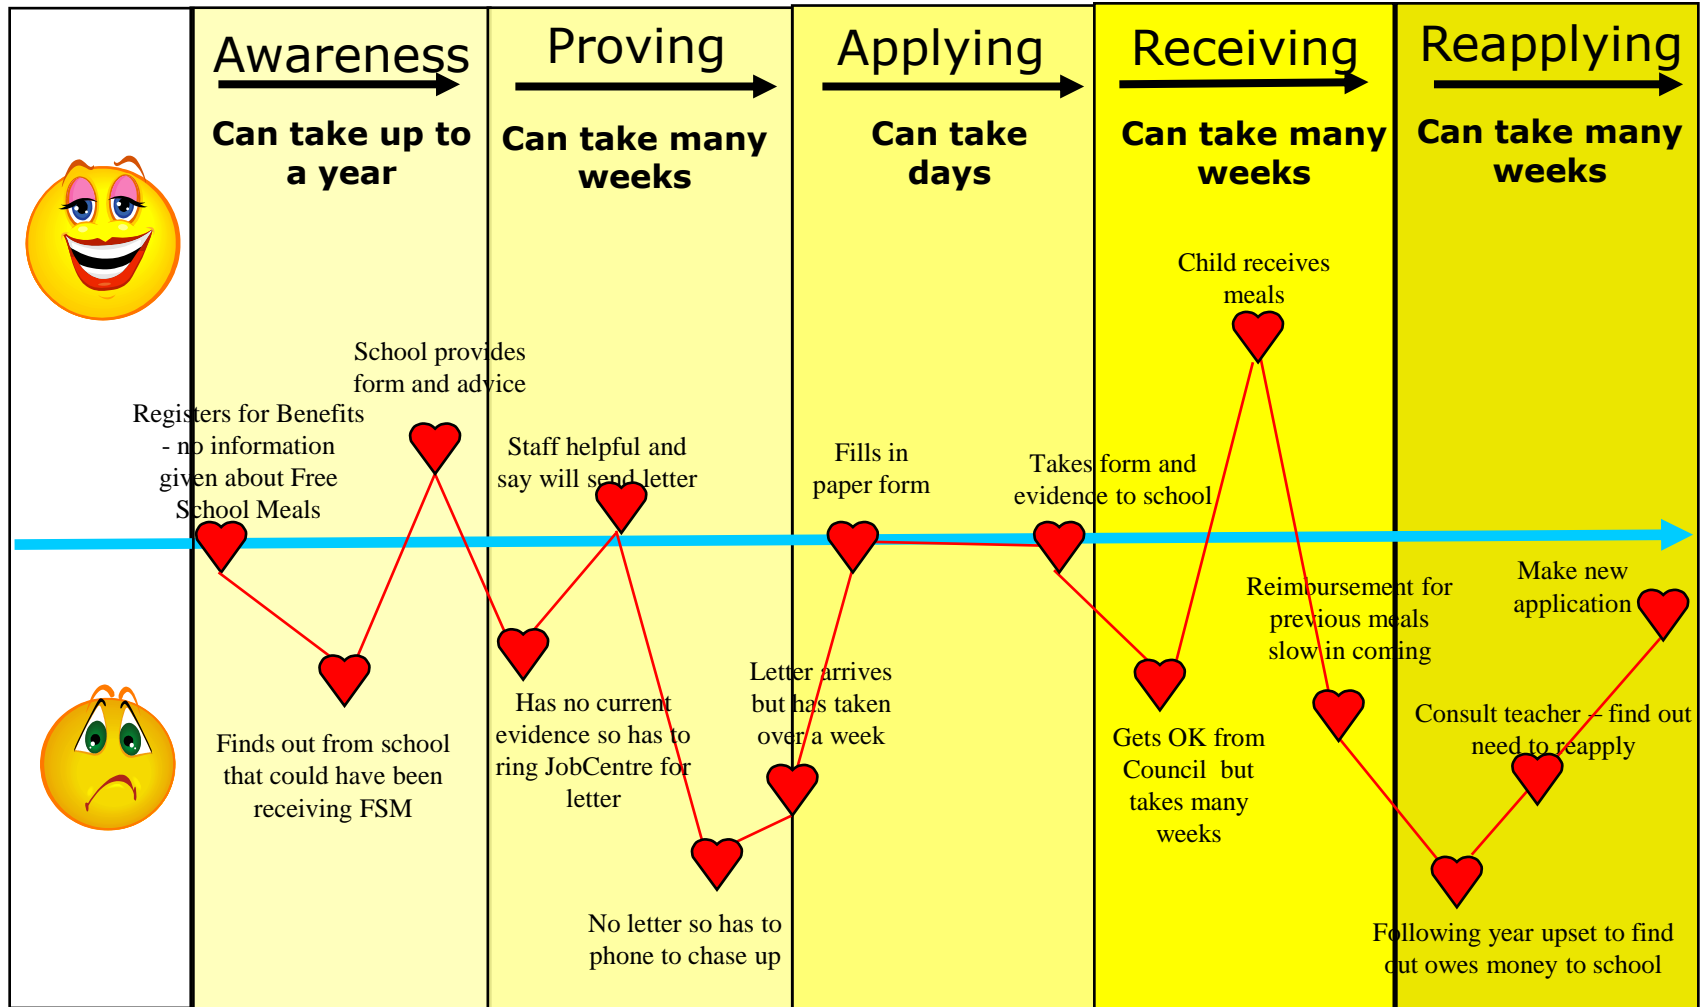 Awareness
Can take up to
a year
Proving
Can take many
weeks
Applying
Can take
days
Receiving
Can take many
weeks
Reapplying
Can take many
weeks
Registers for Benefits
- no information
given about Free
School Meals
Finds out from school
that could have been
receiving FSM
School provides
form and advice
Has no current
evidence so has to
ring JobCentre for
letter
Staff helpful and
say will send letter
No letter so has to
phone to chase up
Letter arrives
but has taken
over a week
Fills in
paper form
Takes form and
evidence to school
Gets OK from
Council but
takes many
weeks
Child receives
meals
Reimbursement for
previous meals
slow in coming
Following year upset to find
out owes money to school
Consult teacher – find out
need to reapply
Make new
application